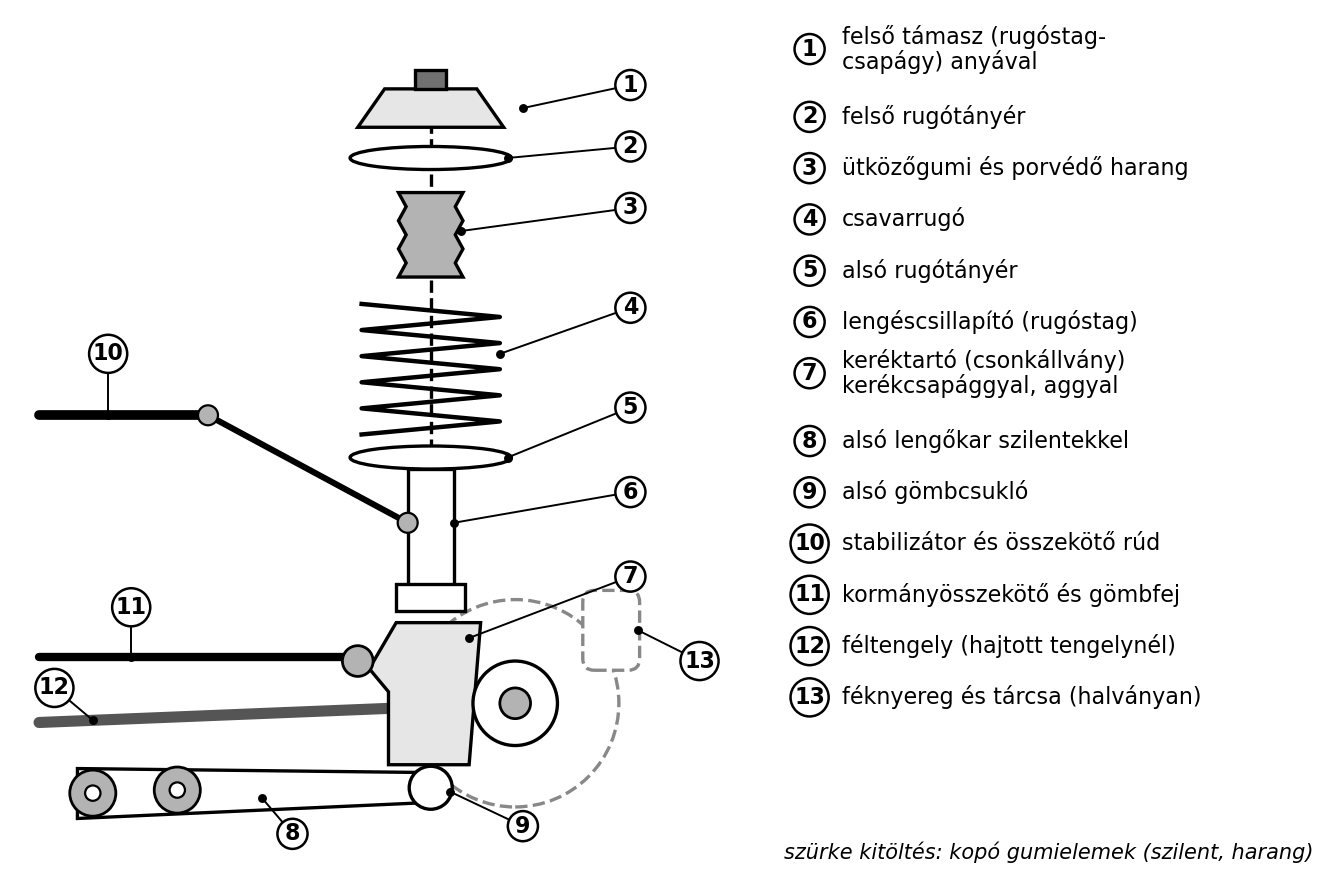 1 felső támasz (rugóstag-
csapágy) anyával
2 felső rugótányér
3 ütközőgumi és porvédő harang
4 csavarrugó
5 alsó rugótányér
6 lengéscsillapító (rugóstag)
7 keréktartó (csonkállvány)
kerékcsapággyal, aggyal
8 alsó lengőkar szilentekkel
9 alsó gömbcsukló
10 stabilizátor és összekötő rúd
11 kormányösszekötő és gömbfej
12 féltengely (hajtott tengelynél)
13 féknyereg és tárcsa (halványan)
szürke kitöltés: kopó gumielemek (szilent, harang)
1
2
3
4
10
5
6
7
11
13
12
9
8